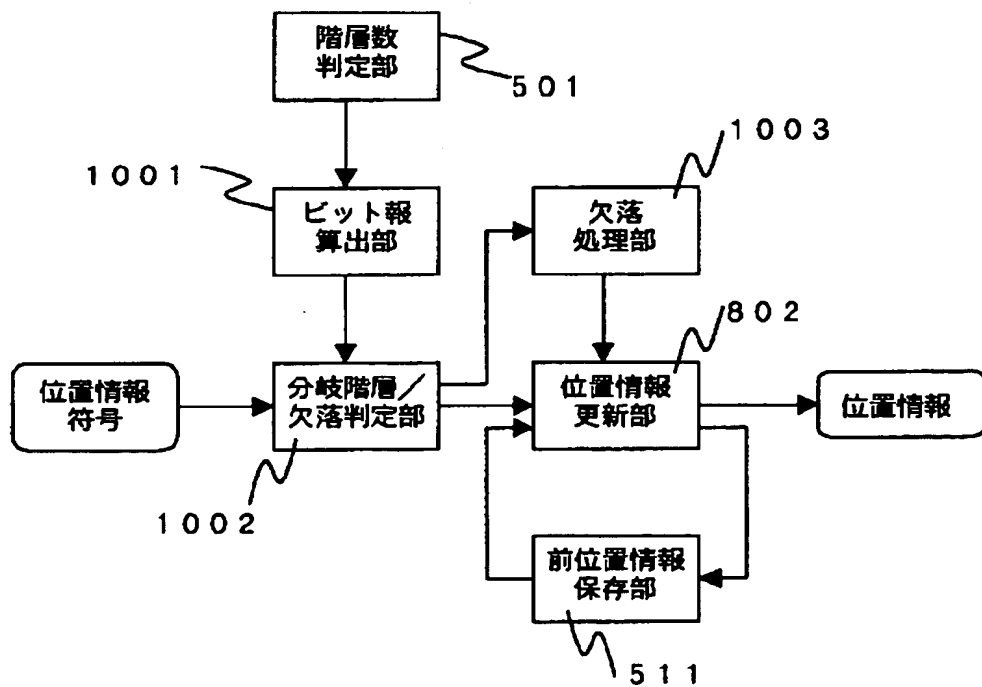 階層数
判定部
501
1003
1001
ビット報
算出部
欠落
処理部
802
位置情報
符号
分岐階層／
欠落判定部
位置情報
更新部
位置情報
1002
前位置情報
保存部
511